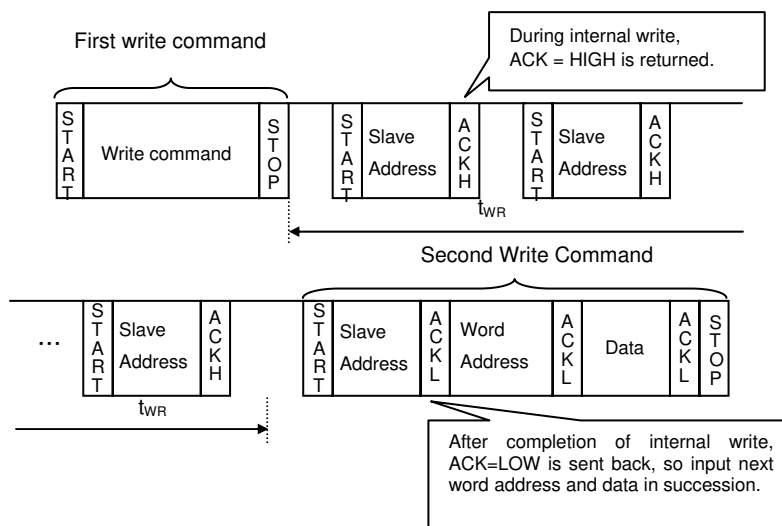 First write command
During internal write,
ACK = HIGH is returned.
START
Write command
STOP
START
Slave
Address
ACKH
START
Slave
Address
ACKH
tWR
Second Write Command
...
START
Slave
Address
ACKH
START
Slave
Address
ACKL
Word
Address
ACKL
Data
ACKL
STOP
tWR
After completion of internal write,
ACK=LOW is sent back, so input next
word address and data in succession.